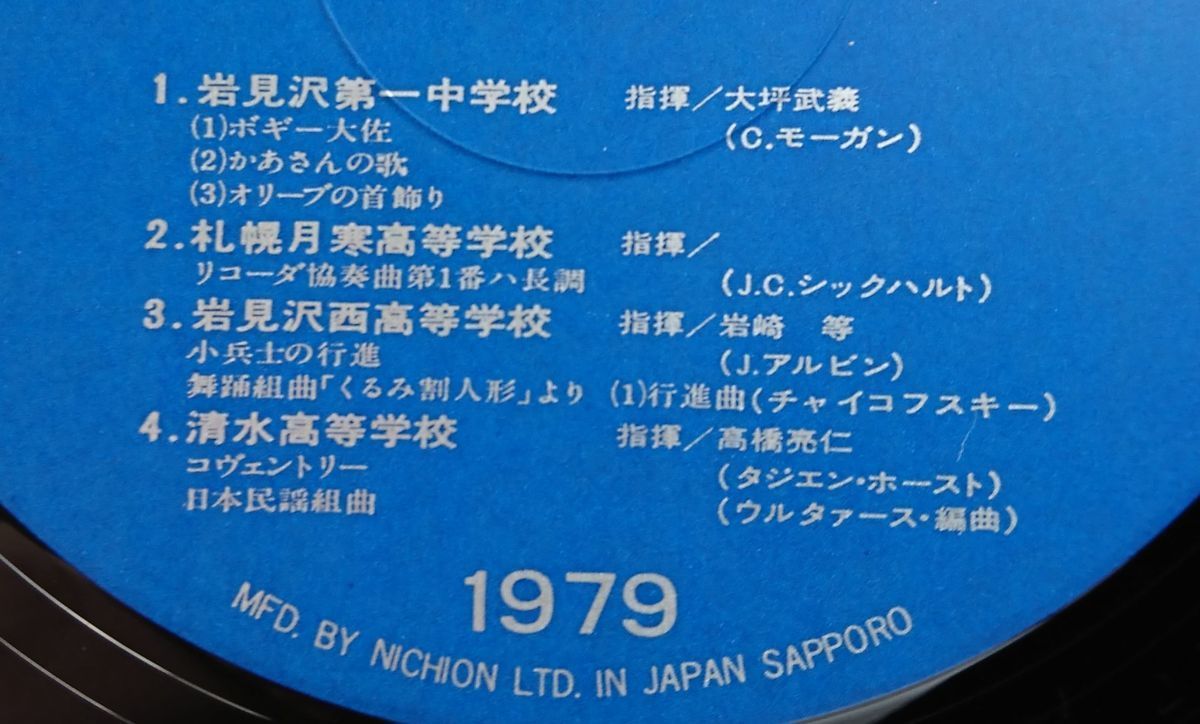 1.岩見沢第一中学校 指揮／大坪武義
(1)ボギー大佐 (C.モーガン)
(2)かあさんの歌
(3)オリーブの首飾り
2.札幌月寒高等学校 指揮／
リコーダ協奏曲第1番ハ長調 (J.C.シックハルト)
3.岩見沢西高等学校 指揮／岩崎 等
小兵士の行進 (J.アルビン)
舞踊組曲「くるみ割人形」より (1)行進曲(チャイコフスキー)
4.清水高等学校 指揮／高橋亮仁
コヴェントリー (タジエン・ホースト)
日本民謡組曲 (ウルタァース・編曲)
1979
MFD. BY NICHION LTD. IN JAPAN SAPPORO